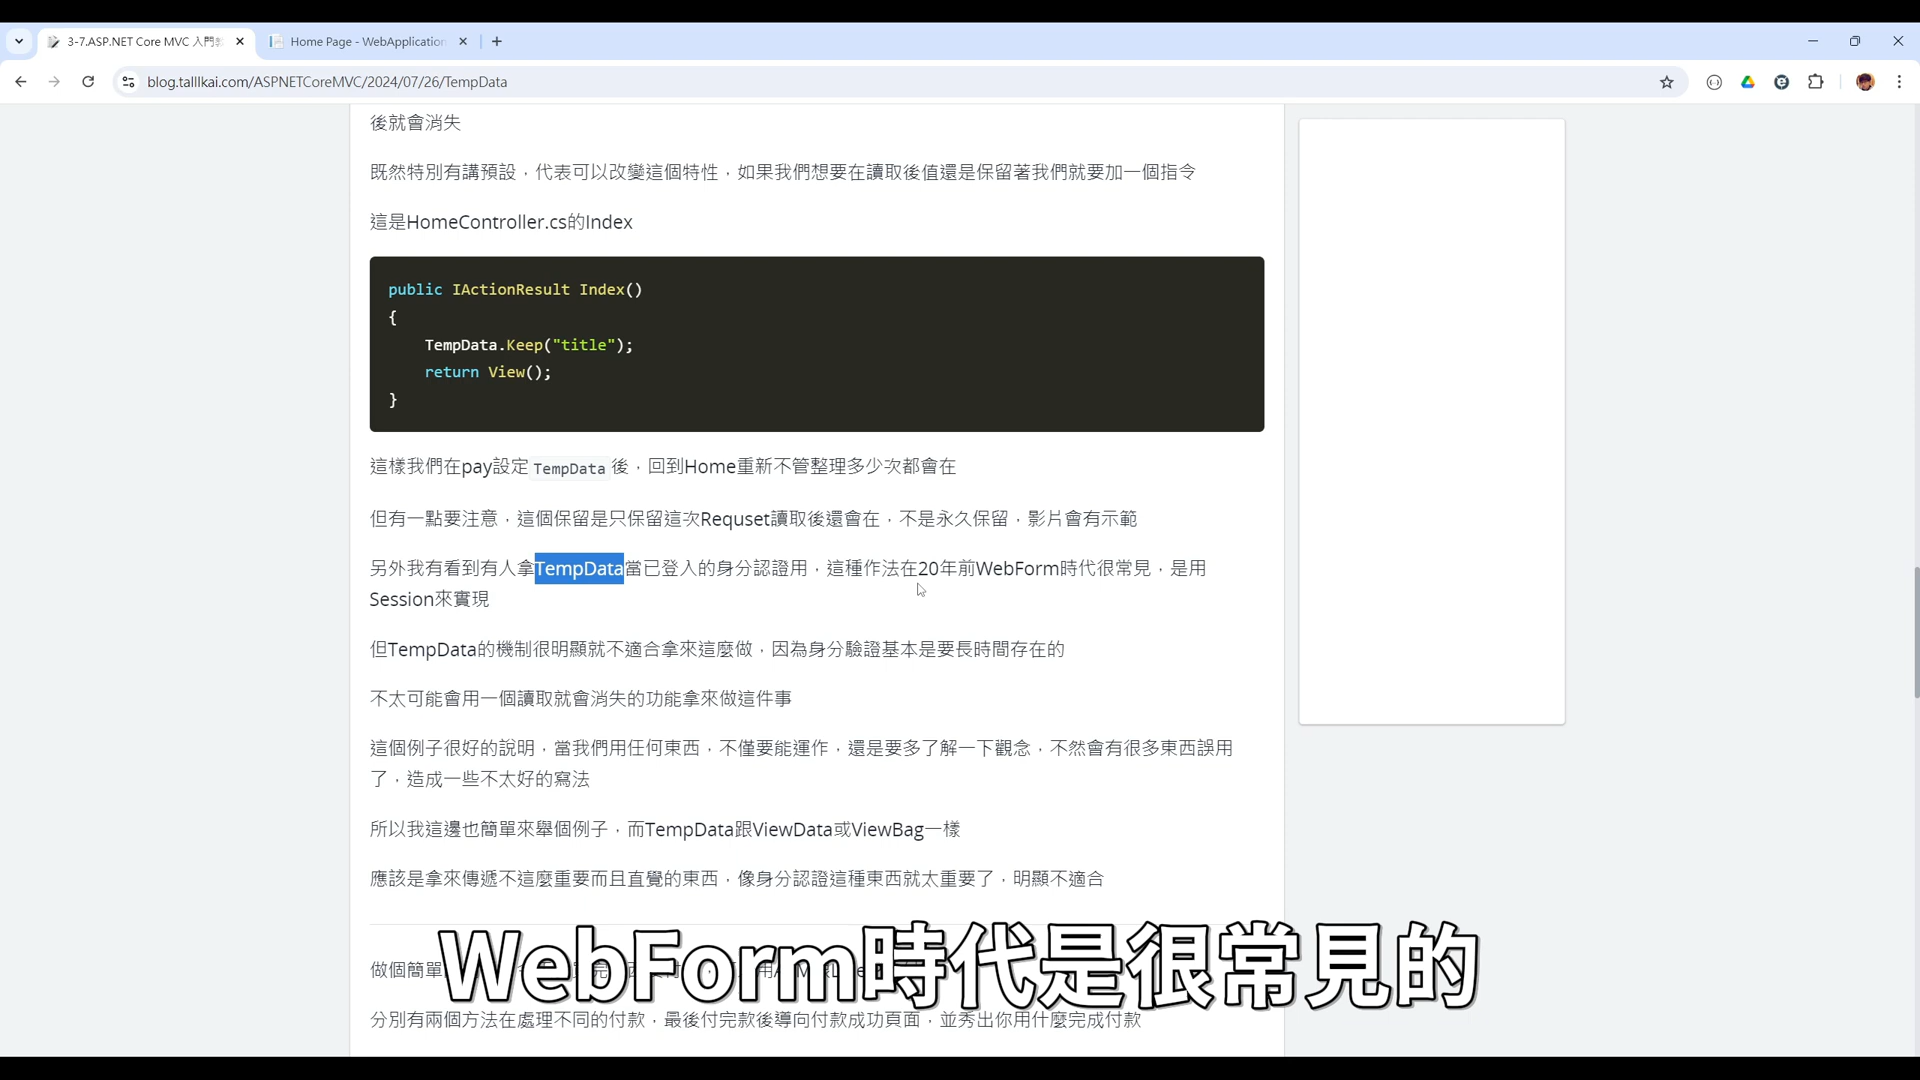 3-7.ASP.NET Core MVC 入門
Home Page - WebApplication
blog.talllkai.com/ASPNETCoreMVC/2024/07/26/TempData
後就會消失
既然特別有講預設，代表可以改變這個特性，如果我們想要在讀取後值還是保留著我們就要加一個指令
這是HomeController.cs的Index
public IActionResult Index()
{
TempData.Keep("title");
return View();
}
這樣我們在pay設定 TempData 後，回到Home重新不管整理多少次都會在
但有一點要注意，這個保留是只保留這次Requset讀取後還會在，不是永久保留，影片會有示範
另外我有看到有人拿TempData當已登入的身分認證用，這種作法在20年前WebForm時代很常見，是用
Session來實現
但TempData的機制很明顯就不適合拿來這麼做，因為身分驗證基本是要長時間存在的
不太可能會用一個讀取就會消失的功能拿來做這件事
這個例子很好的說明，當我們用任何東西，不僅要能運作，還是要多了解一下觀念，不然會有很多東西誤用
了，造成一些不太好的寫法
所以我這邊也簡單來舉個例子，而TempData跟ViewData或ViewBag一樣
應該是拿來傳遞不這麼重要而且直覺的東西，像身分認證這種東西就太重要了，明顯不適合
做個簡單
WebForm時代是很常見的
分別有兩個方法在處理不同的付款，最後付完款後導向付款成功頁面，並秀出你用什麼完成付款